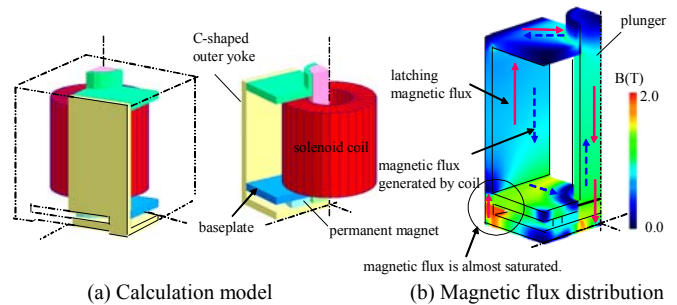 C-shaped
outer yoke
solenoid coil
baseplate
permanent magnet
(a) Calculation model
plunger
latching
magnetic flux
B(T)
2.0
magnetic flux
generated by coil
0.0
magnetic flux is almost saturated.
(b) Magnetic flux distribution